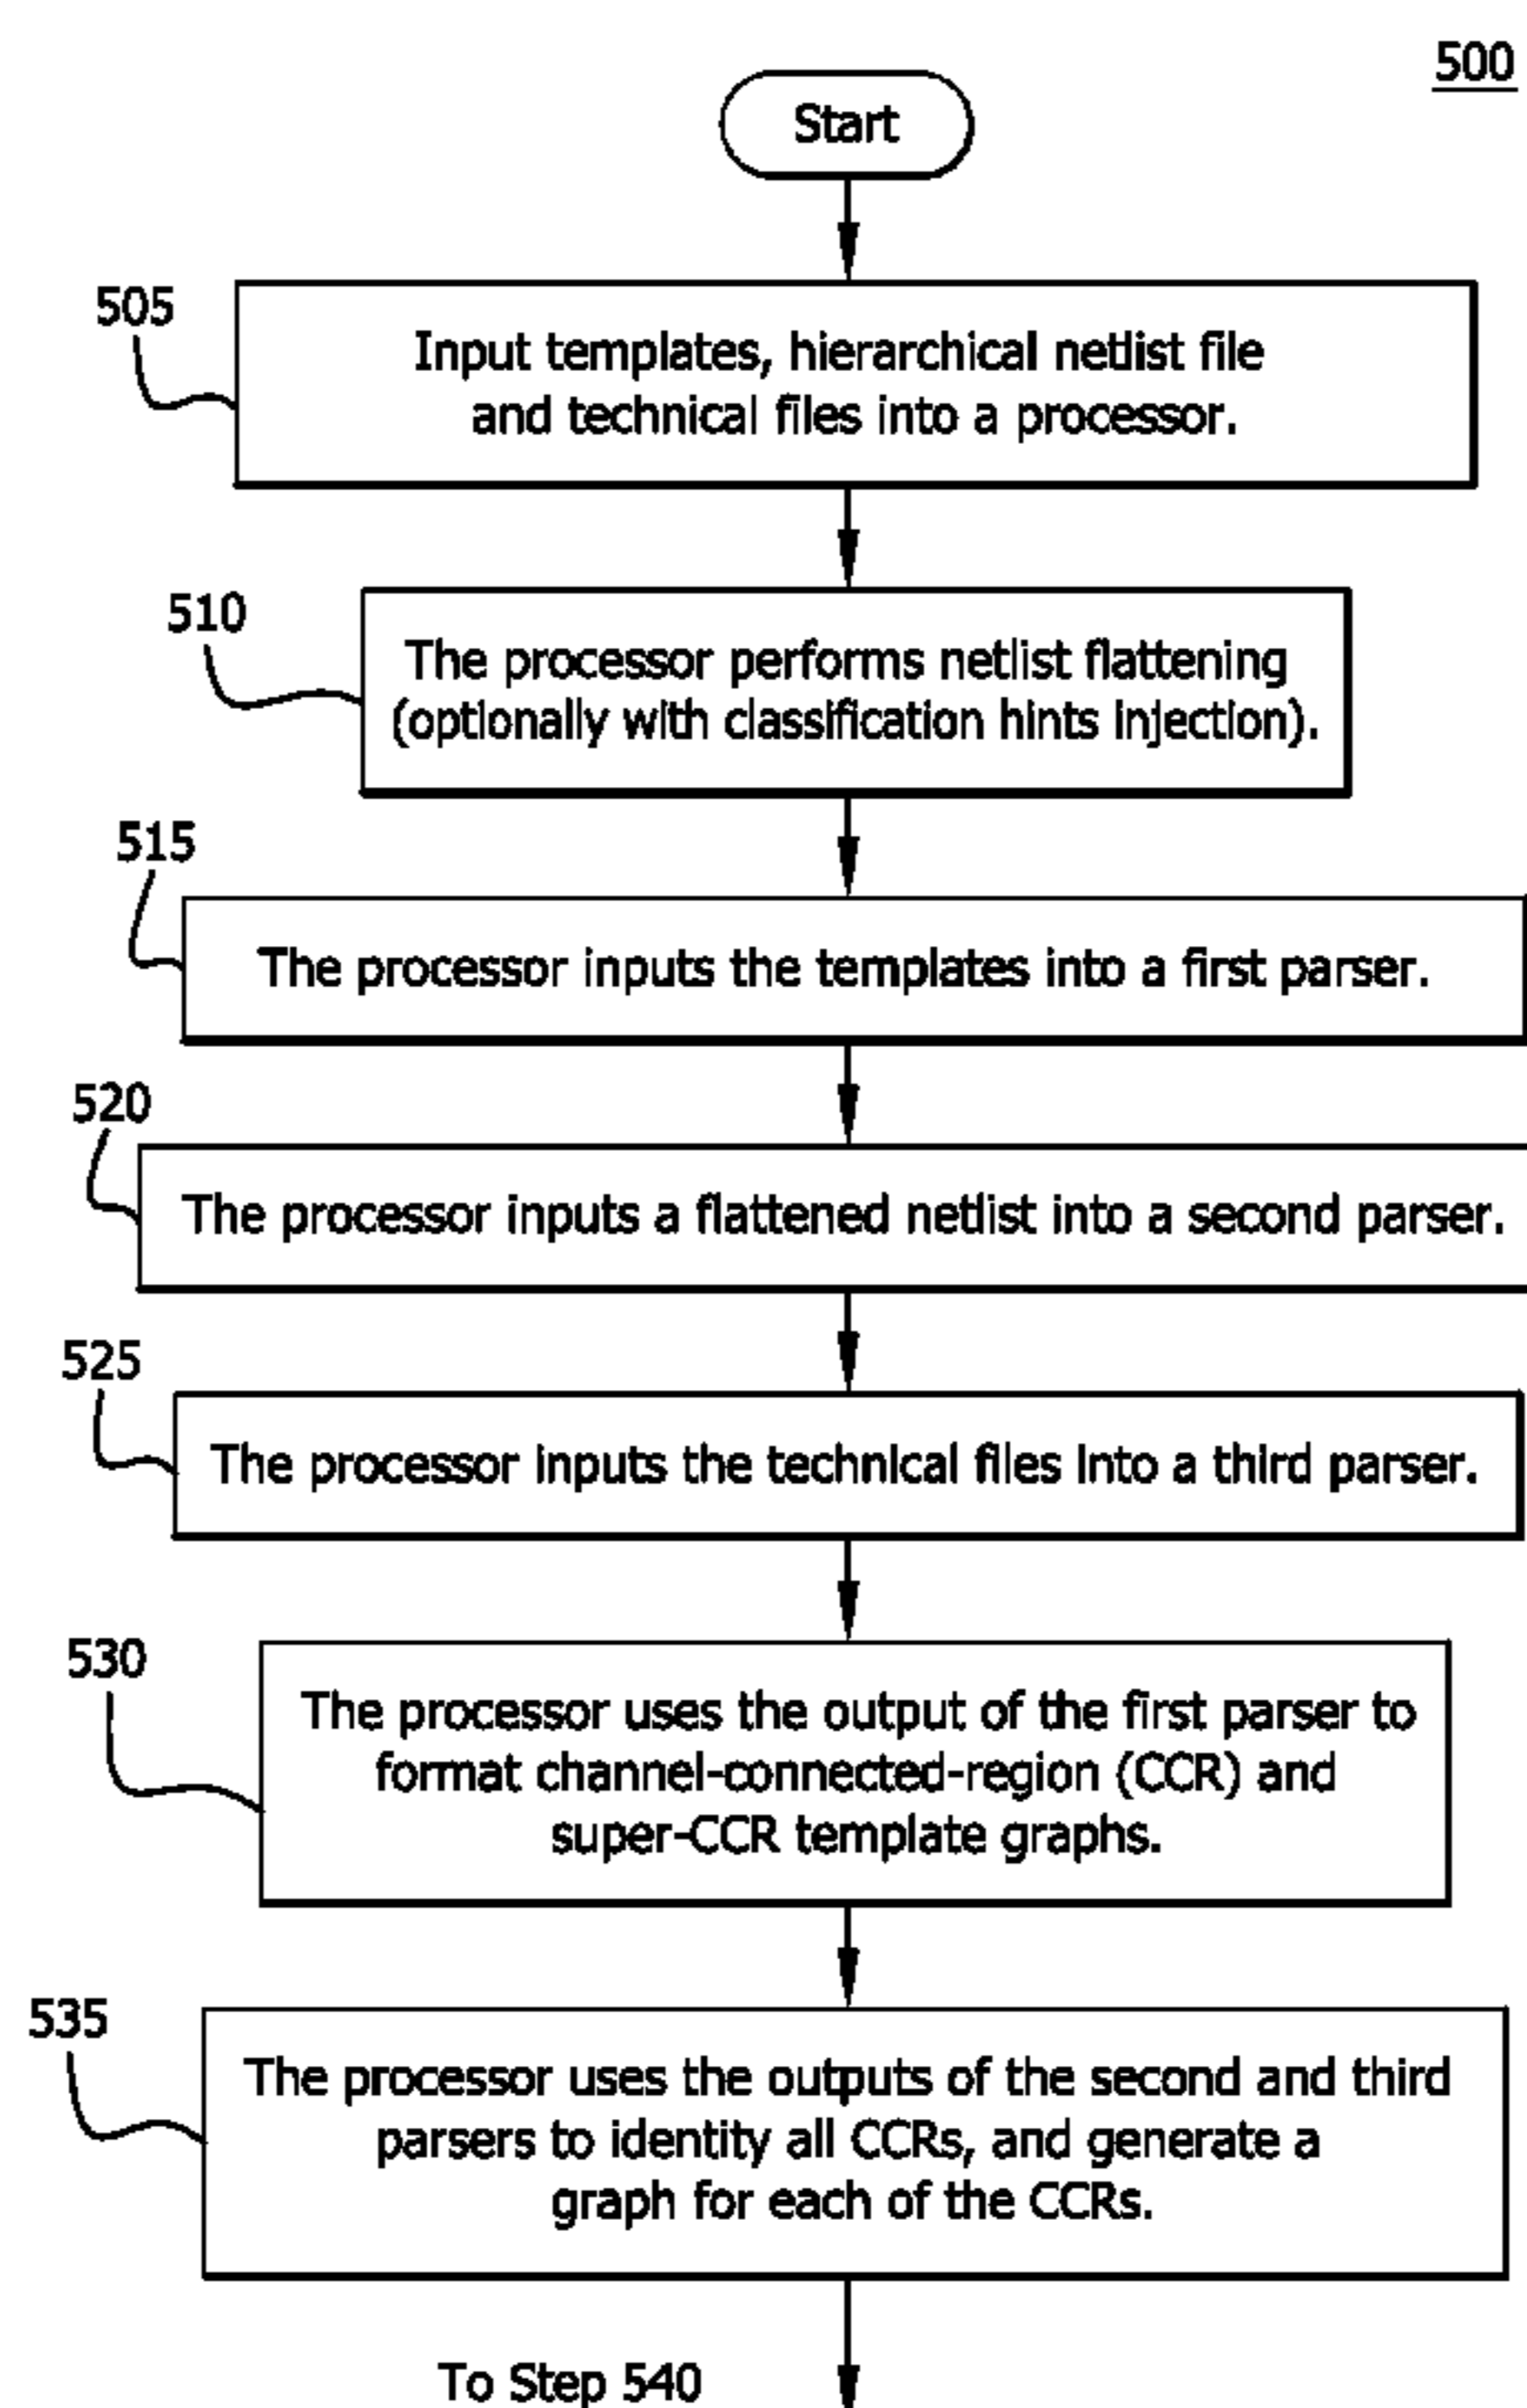 500
Start
505
Input templates, hierarchical netlist file
and technical files into a processor.
510
The processor performs netlist flattening
(optionally with classification hints injection).
515
The processor inputs the templates into a first parser.
520
The processor inputs a flattened netlist into a second parser.
525
The processor inputs the technical files into a third parser.
530
The processor uses the output of the first parser to
format channel-connected-region (CCR) and
super-CCR template graphs.
535
The processor uses the outputs of the second and third
parsers to identity all CCRs, and generate a
graph for each of the CCRs.
To Step 540